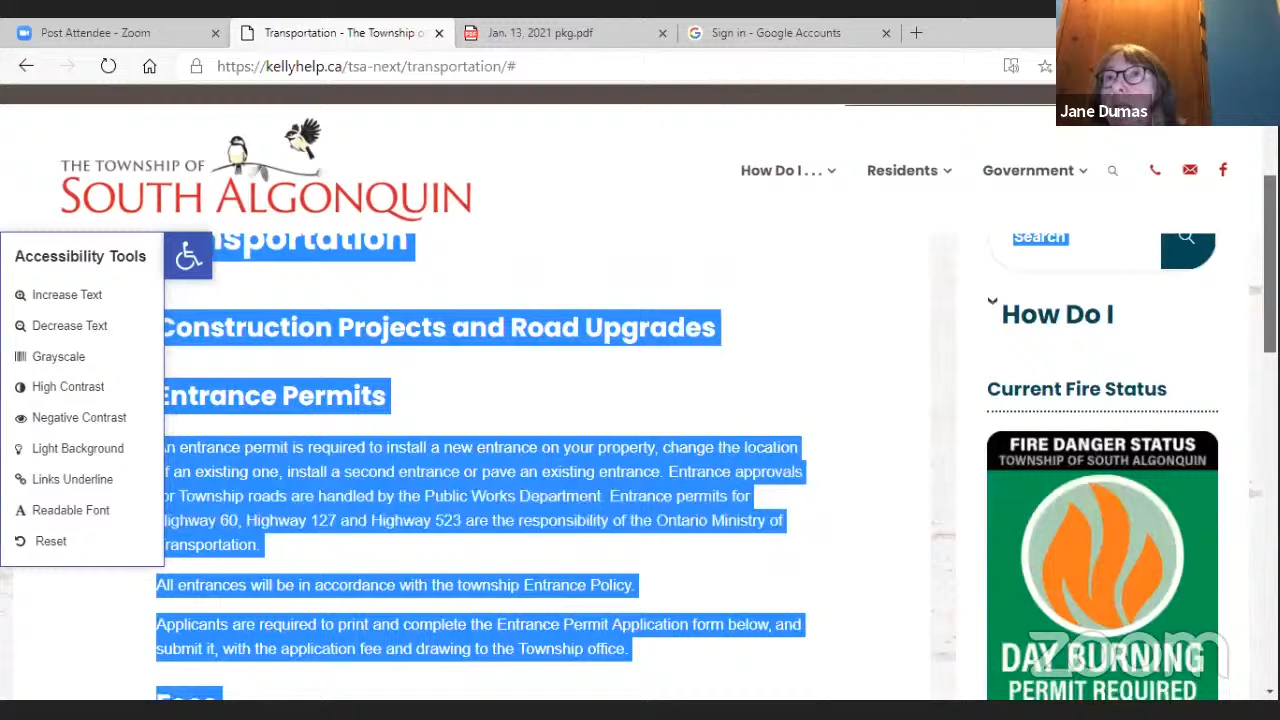 Post Attendee - Zoom
Transportation - The Township o
Jan. 13, 2021 pkg.pdf
Sign in - Google Accounts
https://kellyhelp.ca/tsa-next/transportation/#
Jane Dumas
THE TOWNSHIP OF
SOUTH ALGONQUIN
How Do I . . .
Residents
Government
Accessibility Tools
Increase Text
Decrease Text
Grayscale
High Contrast
Negative Contrast
Light Background
Links Underline
Readable Font
Reset
nsportation
Construction Projects and Road Upgrades
Entrance Permits
An entrance permit is required to install a new entrance on your property, change the location
of an existing one, install a second entrance or pave an existing entrance. Entrance approvals
for Township roads are handled by the Public Works Department. Entrance permits for
Highway 60, Highway 127 and Highway 523 are the responsibility of the Ontario Ministry of
Transportation.
All entrances will be in accordance with the township Entrance Policy.
Applicants are required to print and complete the Entrance Permit Application form below, and
submit it, with the application fee and drawing to the Township office.
Fees
Search
How Do I
Current Fire Status
FIRE DANGER STATUS
TOWNSHIP OF SOUTH ALGONQUIN
DAY BURNING
PERMIT REQUIRED
zoom